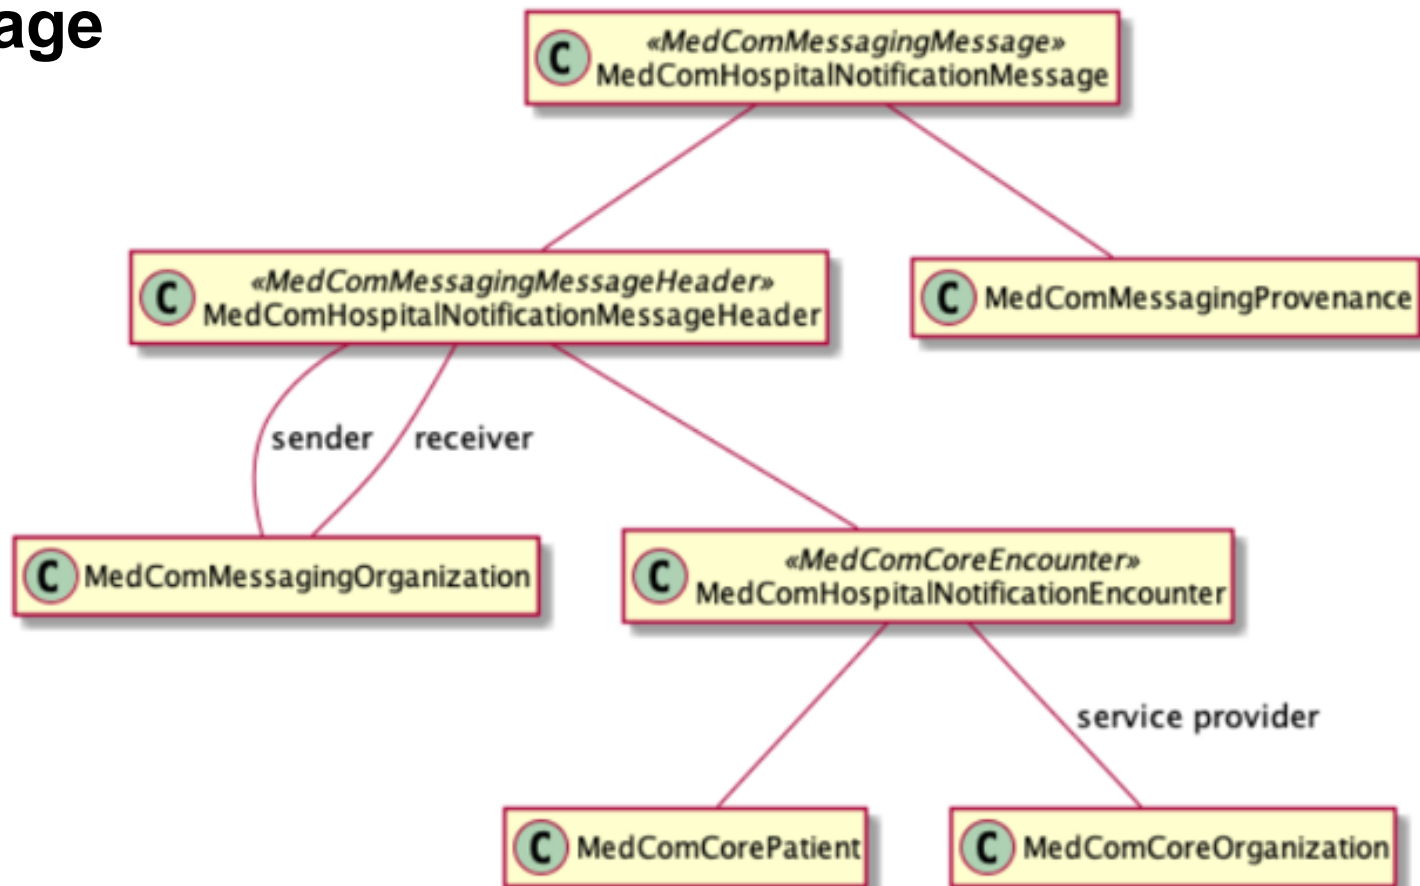 age
C «MedComMessagingMessage»
MedComHospitalNotificationMessage
C «MedComMessagingMessageHeader»
MedComHospitalNotificationMessageHeader
C MedComMessagingProvenance
sender receiver
C MedComMessagingOrganization
C «MedComCoreEncounter»
MedComHospitalNotificationEncounter
service provider
C MedComCorePatient
C MedComCoreOrganization